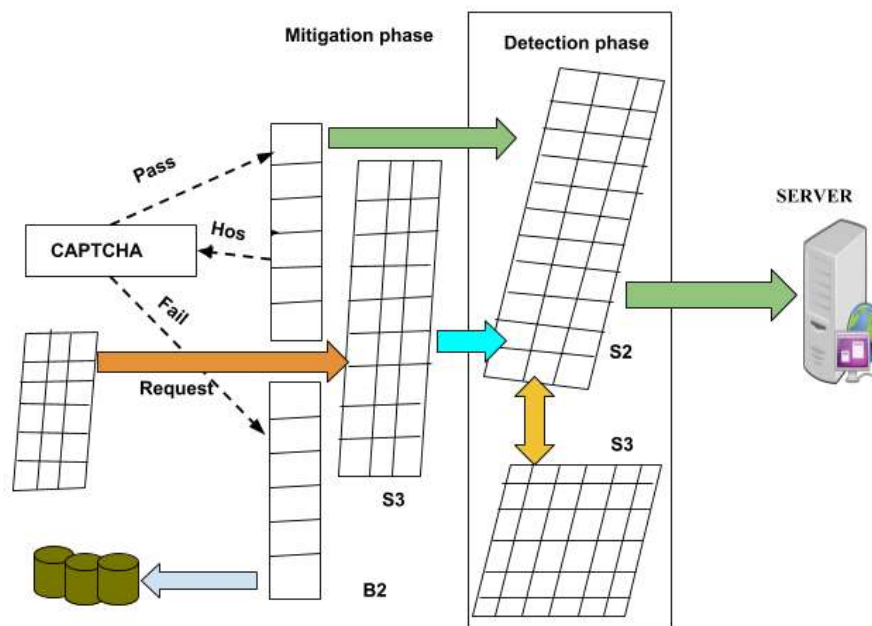 Mitigation phase
Detection phase
Pass
SERVER
Hos
CAPTCHA
Fail
S2
Request
S3
S3
B2